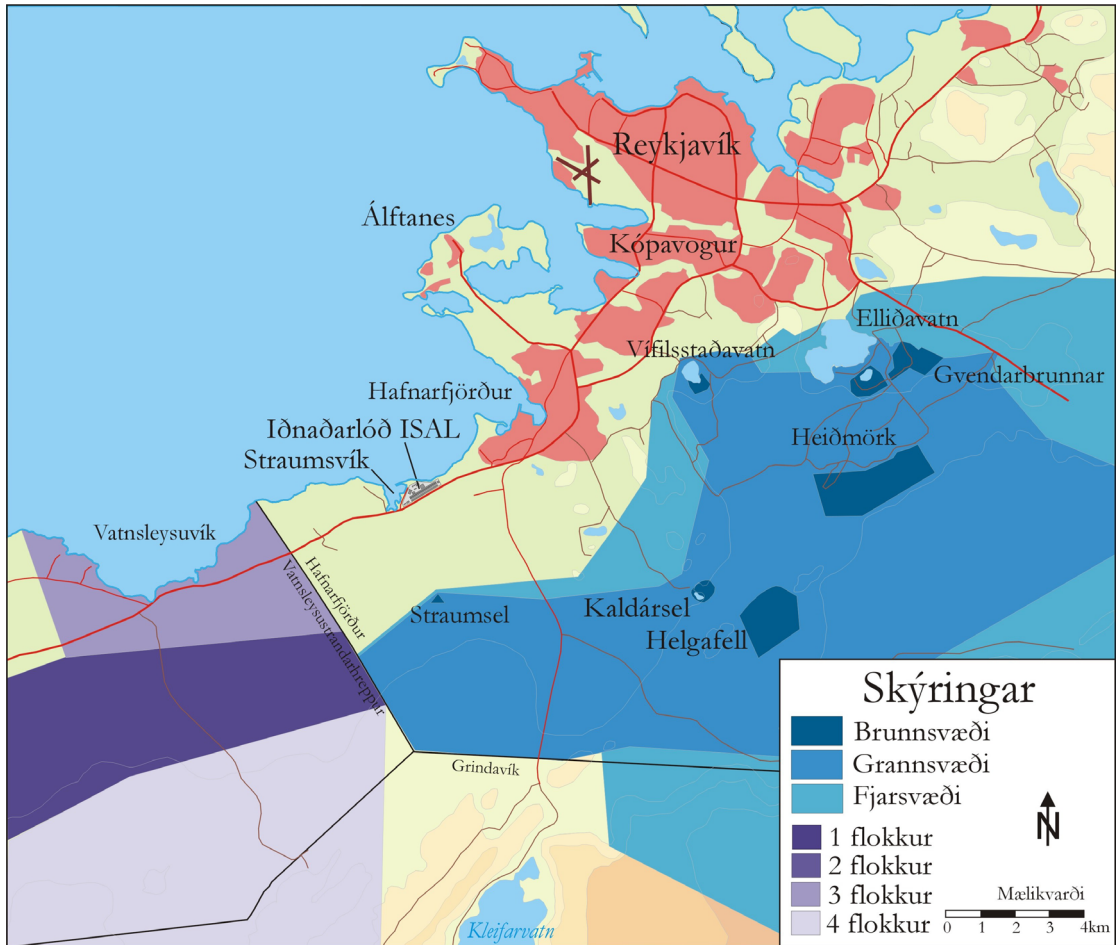 Reykjavík
Álftanes
Kópavogur
Elliðavatn
Vífilsstaðavatn
Gvendarbrunnar
Hafnarfjörður
Iðnaðarlóð ISAL
Heiðmörk
Straumsvík
Vatnsleysuvík
Hafnarfjörður
Vatnsleysustrandarhreppur
Straumsel
Kaldársel
Helgafell
Grindavík
Kleifarvatn
Skýringar
Brunnsvæði
Grannsvæði
Fjarsvæði
1 flokkur
2 flokkur
3 flokkur
4 flokkur
N
Mælikvarði
0 1 2 3 4km